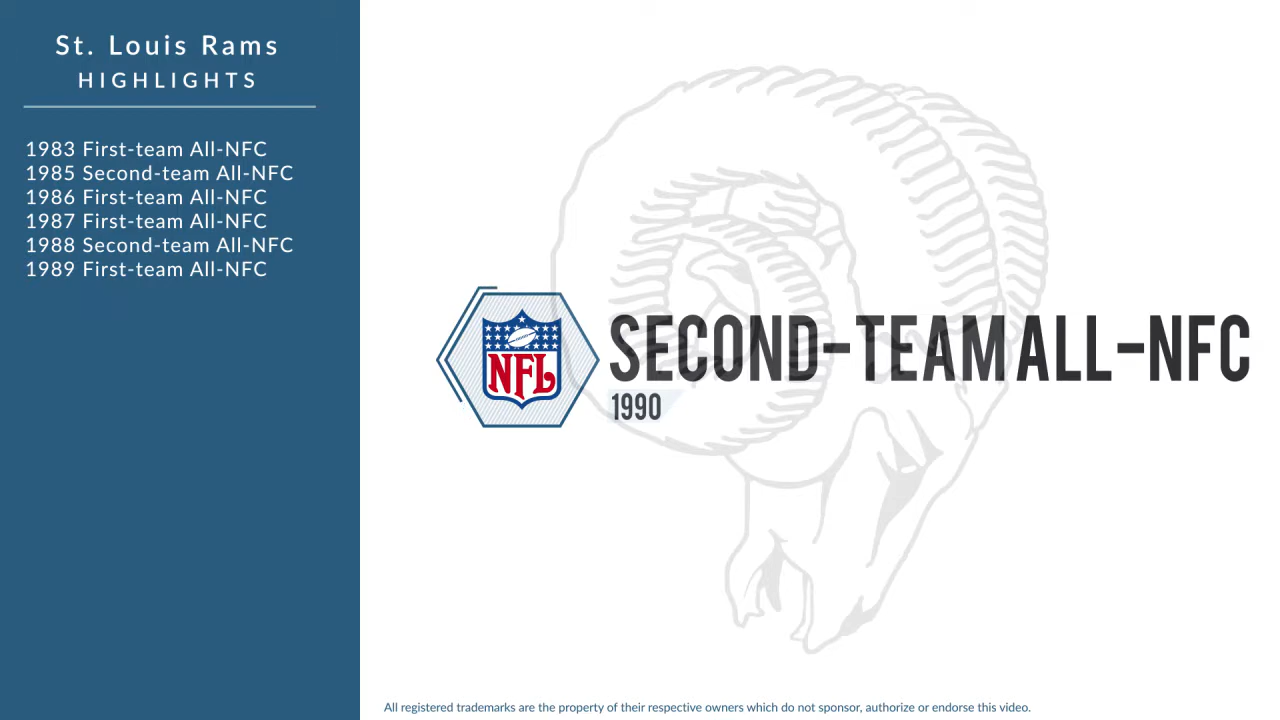 St. Louis Rams
HIGHLIGHTS
1983 First-team All-NFC
1985 Second-team All-NFC
1986 First-team All-NFC
1987 First-team All-NFC
1988 Second-team All-NFC
1989 First-team All-NFC
NFL
SECOND-TEAM ALL-NFC
1990
All registered trademarks are the property of their respective owners which do not sponsor, authorize or endorse this video.